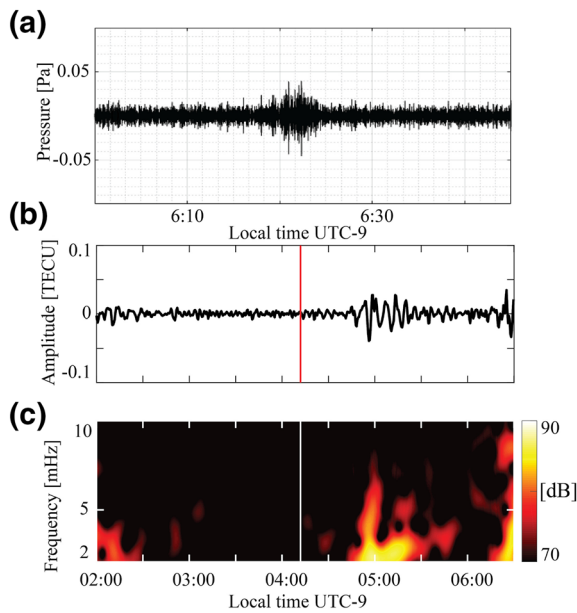 (a)
0.05
Pressure [Pa]
-0.05
6:10
6:30
Local time UTC-9
(b)
0.1
Amplitude [TECU]
0
-0.1
(c)
10
90
Frequency [mHz]
5
[dB]
2
70
02:00
03:00
04:00
05:00
06:00
Local time UTC-9